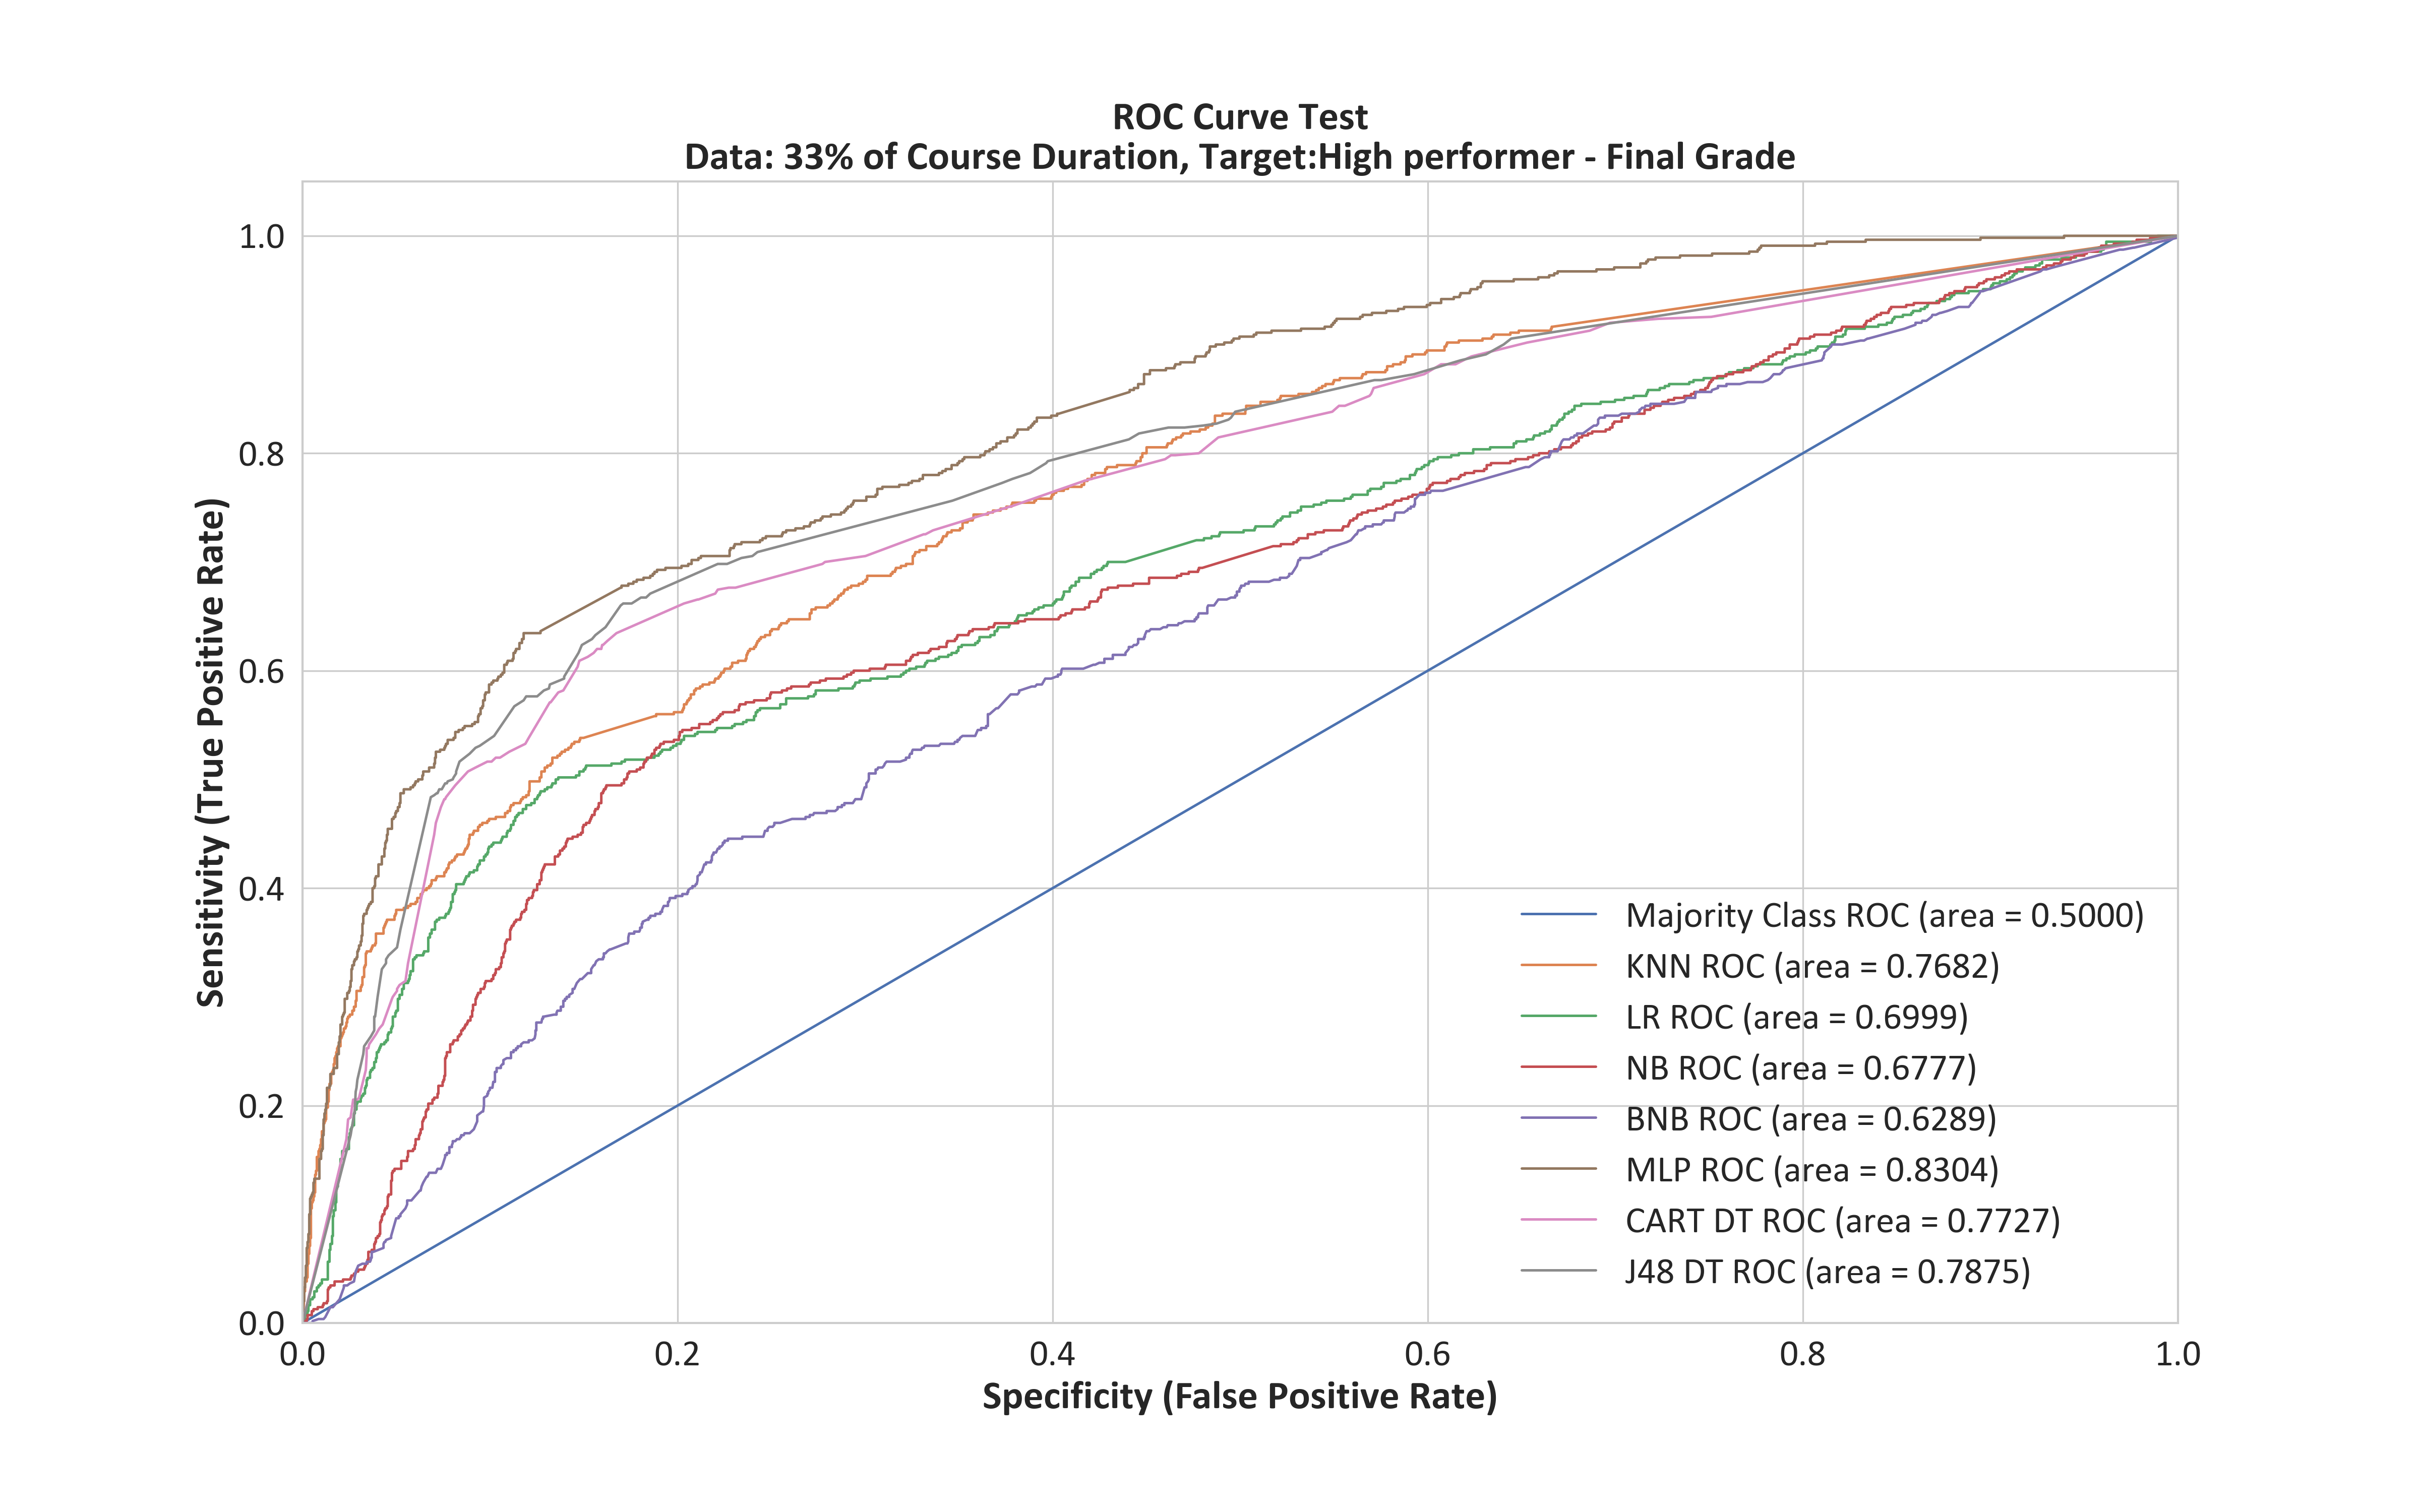 ROC Curve Test
Data: 33% of Course Duration, Target:High performer - Final Grade
Sensitivity (True Positive Rate)
1.0
0.8
0.6
0.4
0.2
0.0
Majority Class ROC (area = 0.5000)
KNN ROC (area = 0.7682)
LR ROC (area = 0.6999)
NB ROC (area = 0.6777)
BNB ROC (area = 0.6289)
MLP ROC (area = 0.8304)
CART DT ROC (area = 0.7727)
J48 DT ROC (area = 0.7875)
0.0 0.2 0.4 0.6 0.8 1.0
Specificity (False Positive Rate)